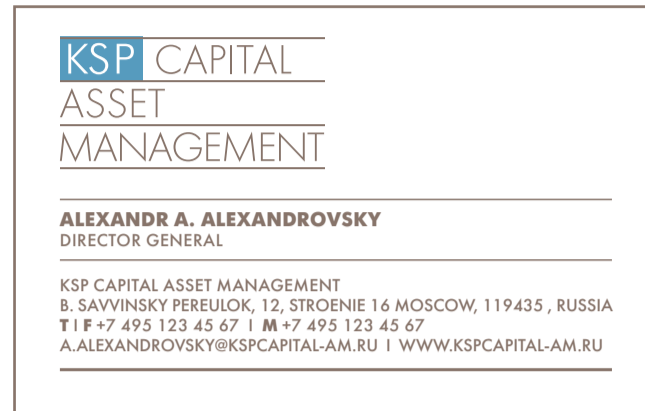 KSP CAPITAL
ASSET
MANAGEMENT
ALEXANDR A. ALEXANDROVSKY
DIRECTOR GENERAL
KSP CAPITAL ASSET MANAGEMENT
B. SAVVINSKY PEREULOK, 12, STROENIE 16 MOSCOW, 119435 , RUSSIA
T I F +7 495 123 45 67 I M +7 495 123 45 67
A.ALEXANDROVSKY@KSPCAPITAL-AM.RU I WWW.KSPCAPITAL-AM.RU